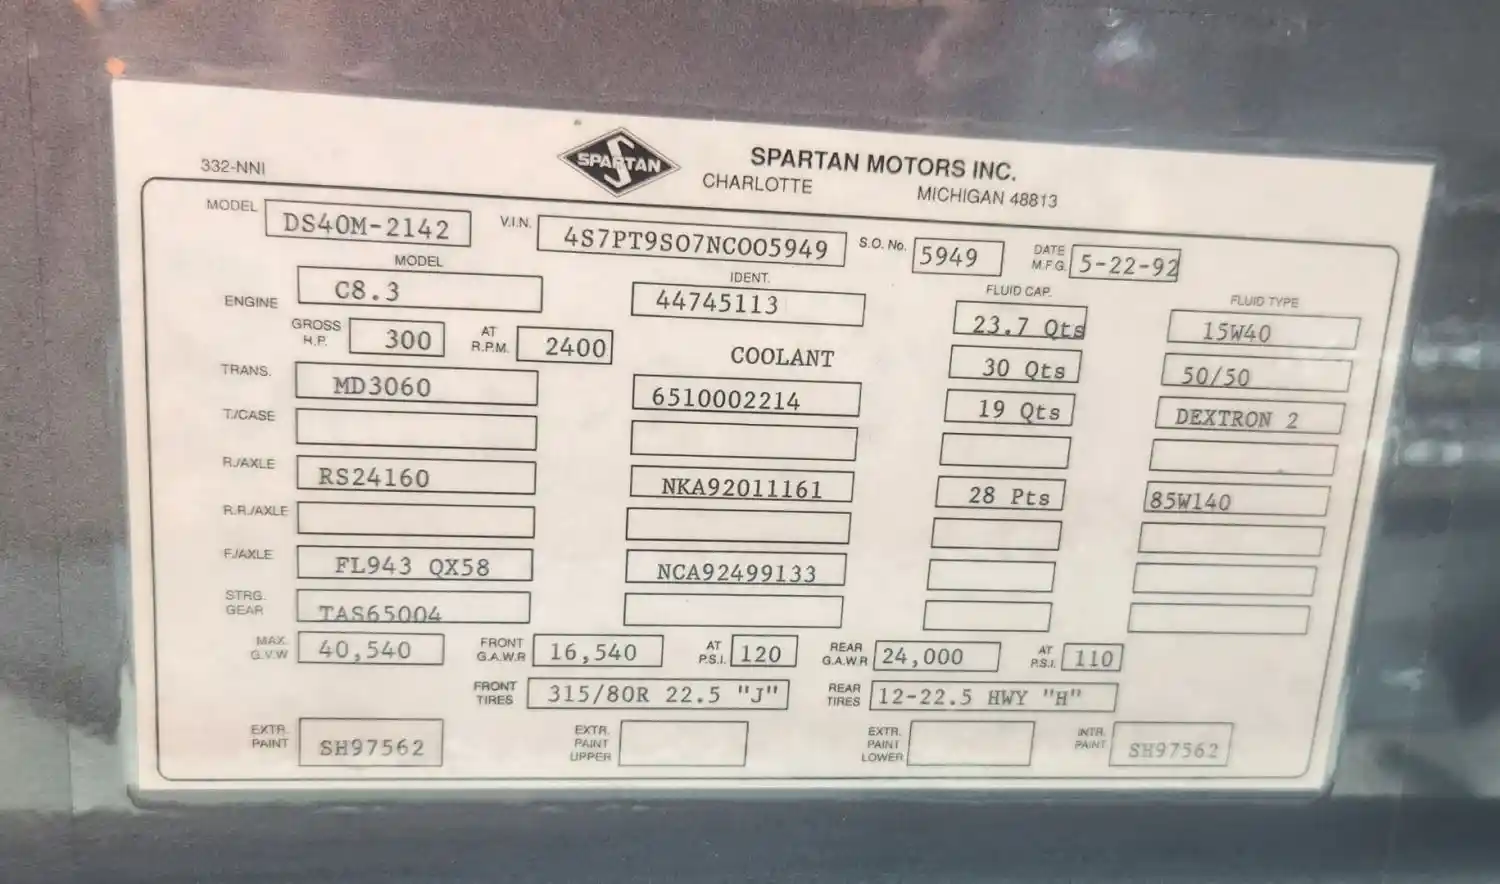 332-NNI
SPARTAN
SPARTAN MOTORS INC.
CHARLOTTE MICHIGAN 48813
MODEL DS40M-2142 V.I.N. 4S7PT9SO7NCOO5949 S.O. No. 5949 DATE M.F.G. 5-22-92
MODEL IDENT. FLUID CAP. FLUID TYPE
ENGINE C8.3 44745113 23.7 Qts 15W40
GROSS H.P. 300 AT R.P.M. 2400 COOLANT 30 Qts 50/50
TRANS. MD3060 6510002214 19 Qts DEXTRON 2
T./CASE
R./AXLE RS24160 NKA92011161 28 Pts 85W140
R.R./AXLE
F./AXLE FL943 QX58 NCA92499133
STRG. GEAR TAS65004
MAX. G.V.W 40,540 FRONT G.A.W.R 16,540 AT P.S.I. 120 REAR G.A.W.R 24,000 AT P.S.I. 110
FRONT TIRES 315/80R 22.5 "J" REAR TIRES 12-22.5 HWY "H"
EXTR. PAINT SH97562 EXTR. PAINT UPPER EXTR. PAINT LOWER INTR. PAINT SH97562